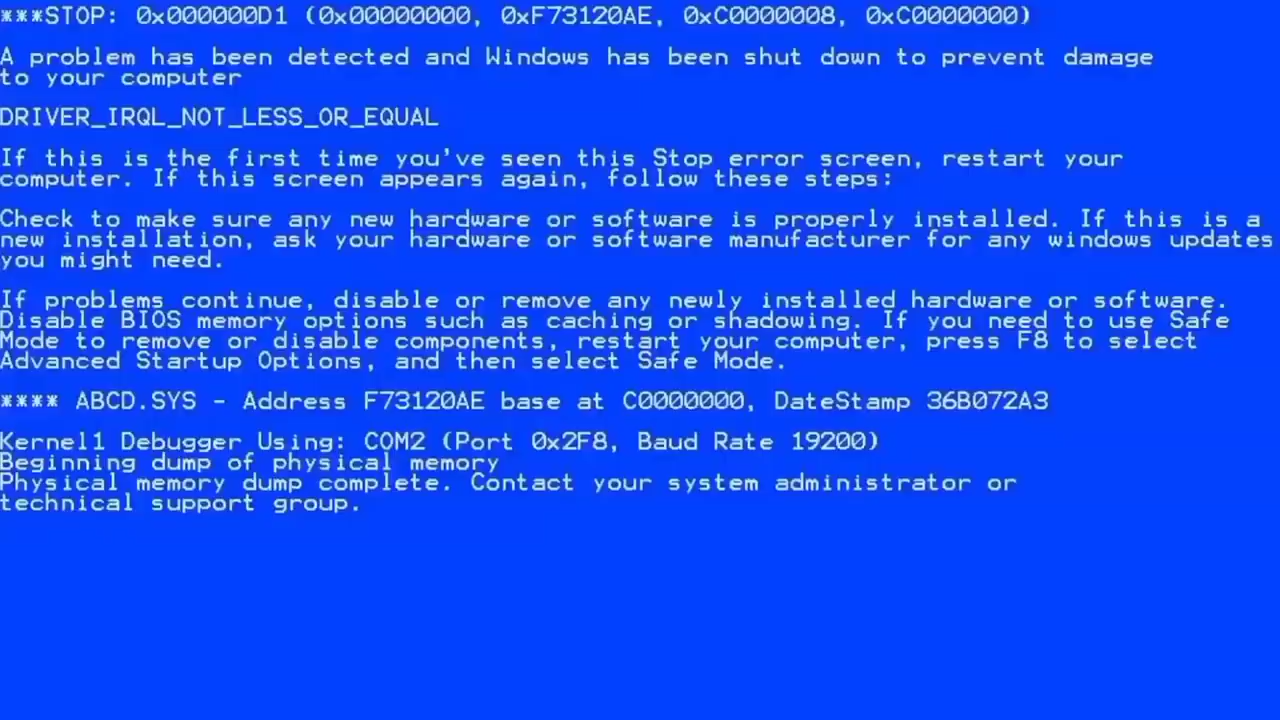 ***STOP: 0x000000D1 (0x00000000, 0xF73120AE, 0xC0000008, 0xC0000000)
A problem has been detected and Windows has been shut down to prevent damage
to your computer
DRIVER_IRQL_NOT_LESS_OR_EQUAL
If this is the first time you've seen this Stop error screen, restart your
computer. If this screen appears again, follow these steps:
Check to make sure any new hardware or software is properly installed. If this is a
new installation, ask your hardware or software manufacturer for any windows updates
you might need.
If problems continue, disable or remove any newly installed hardware or software.
Disable BIOS memory options such as caching or shadowing. If you need to use Safe
Mode to remove or disable components, restart your computer, press F8 to select
Advanced Startup Options, and then select Safe Mode.
**** ABCD.SYS - Address F73120AE base at C0000000, DateStamp 36B072A3
Kernel1 Debugger Using: COM2 (Port 0x2F8, Baud Rate 19200)
Beginning dump of physical memory
Physical memory dump complete. Contact your system administrator or
technical support group.